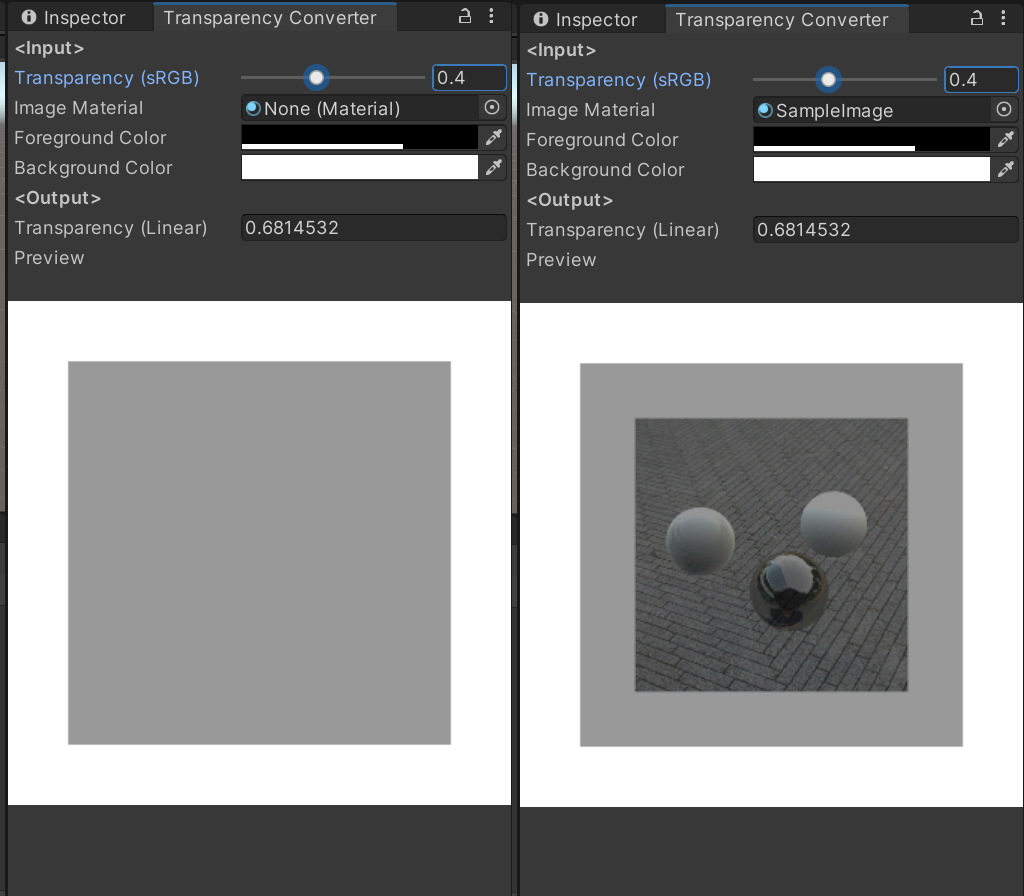 Inspector
Transparency Converter
<Input>
Transparency (sRGB) 0.4
Image Material None (Material)
Foreground Color
Background Color
<Output>
Transparency (Linear) 0.6814532
Preview
Inspector
Transparency Converter
<Input>
Transparency (sRGB) 0.4
Image Material SampleImage
Foreground Color
Background Color
<Output>
Transparency (Linear) 0.6814532
Preview